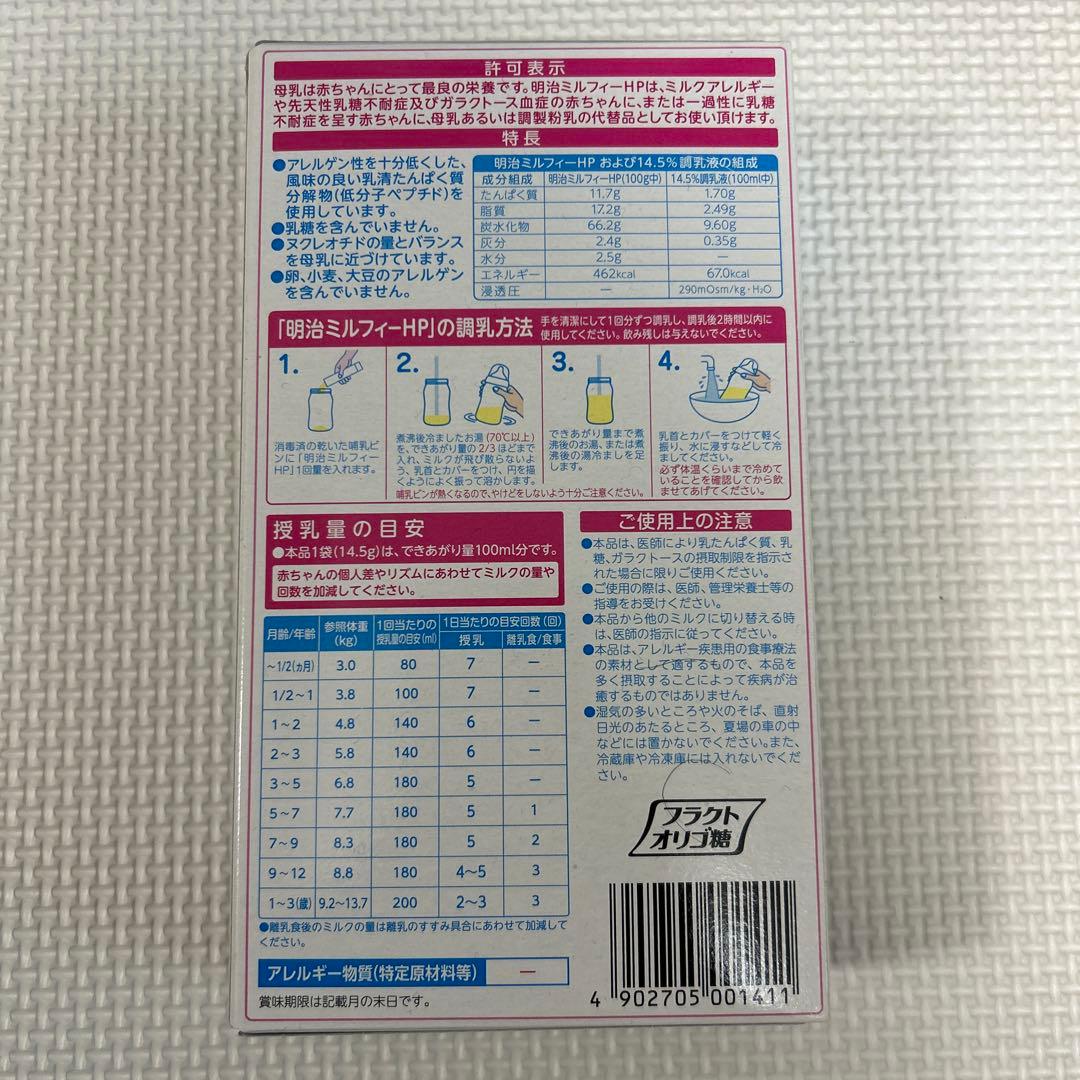 許可表示
母乳は赤ちゃんにとって最良の栄養です。明治ミルフィーHPは、ミルクアレルギー
や先天性乳糖不耐症及びガラクトース血症の赤ちゃんに、または一過性に乳糖
不耐症を呈す赤ちゃんに、母乳あるいは調製粉乳の代替品としてお使い頂けます。
特長
●アレルゲン性を十分低くした、
風味の良い乳清たんぱく質
分解物(低分子ペプチド)を
使用しています。
●乳糖を含んでいません。
●ヌクレオチドの量とバランス
を母乳に近づけています。
●卵、小麦、大豆のアレルゲン
を含んでいません。
明治ミルフィーHP および14.5%調乳液の組成
成分組成 明治ミルフィーHP(100g中) 14.5%調乳液(100ml中)
たんぱく質 11.7g 1.70g
脂質 17.2g 2.49g
炭水化物 66.2g 9.60g
灰分 2.4g 0.35g
水分 2.5g ―
エネルギー 462kcal 67.0kcal
浸透圧 ― 290mOsm/kg・H₂O
「明治ミルフィーHP」の調乳方法
手を清潔にして1回分ずつ調乳し、調乳後2時間以内に
使用してください。飲み残しは与えないでください。
1.
消毒済の乾いた哺乳ビ
ンに「明治ミルフィー
HP」1回量を入れます。
2.
煮沸後冷ましたお湯(70℃以上)
を、できあがり量の2/3ほどまで
入れ、ミルクが飛び散らないよ
う、乳首とカバーをつけ、円を描
くようによく振って溶かします。
哺乳ビンが熱くなるので、やけどをしないよう十分ご注意ください。
3.
できあがり量まで煮
沸後のお湯、または煮
沸後の湯冷ましを足
します。
4.
乳首とカバーをつけて軽く
振り、水に浸すなどして冷
ましてください。
必ず体温くらいまで冷めて
いることを確認してから飲
ませてあげてください。
授乳量の目安
●本品1袋(14.5g)は、できあがり量100ml分です。
赤ちゃんの個人差やリズムにあわせてミルクの量や
回数を加減してください。
月齢/年齢 参照体重(kg) 1回当たりの授乳量の目安(ml) 1日当たりの目安回数(回)
授乳 離乳食/食事
～1/2(ヵ月) 3.0 80 7 ―
1/2～1 3.8 100 7 ―
1～2 4.8 140 6 ―
2～3 5.8 140 6 ―
3～5 6.8 180 5 ―
5～7 7.7 180 5 1
7～9 8.3 180 5 2
9～12 8.8 180 4～5 3
1～3(歳) 9.2～13.7 200 2～3 3
●離乳食後のミルクの量は離乳のすすみ具合にあわせて加減して
ください。
アレルギー物質(特定原材料等) ―
賞味期限は記載月の末日です。
ご使用上の注意
●本品は、医師により乳たんぱく質、乳
糖、ガラクトースの摂取制限を指示さ
れた場合に限りご使用ください。
●ご使用の際は、医師、管理栄養士等の
指導をお受けください。
●本品から他のミルクに切り替える時
は、医師の指示に従ってください。
●本品は、アレルギー疾患用の食事療法
の素材として適するもので、本品を
多く摂取することによって疾病が治
癒するものではありません。
●湿気の多いところや火のそば、直射
日光のあたるところ、夏場の車の中
などには置かないでください。また、
冷蔵庫や冷凍庫には入れないでくだ
さい。
フラクト
オリゴ糖
4 902705 001411